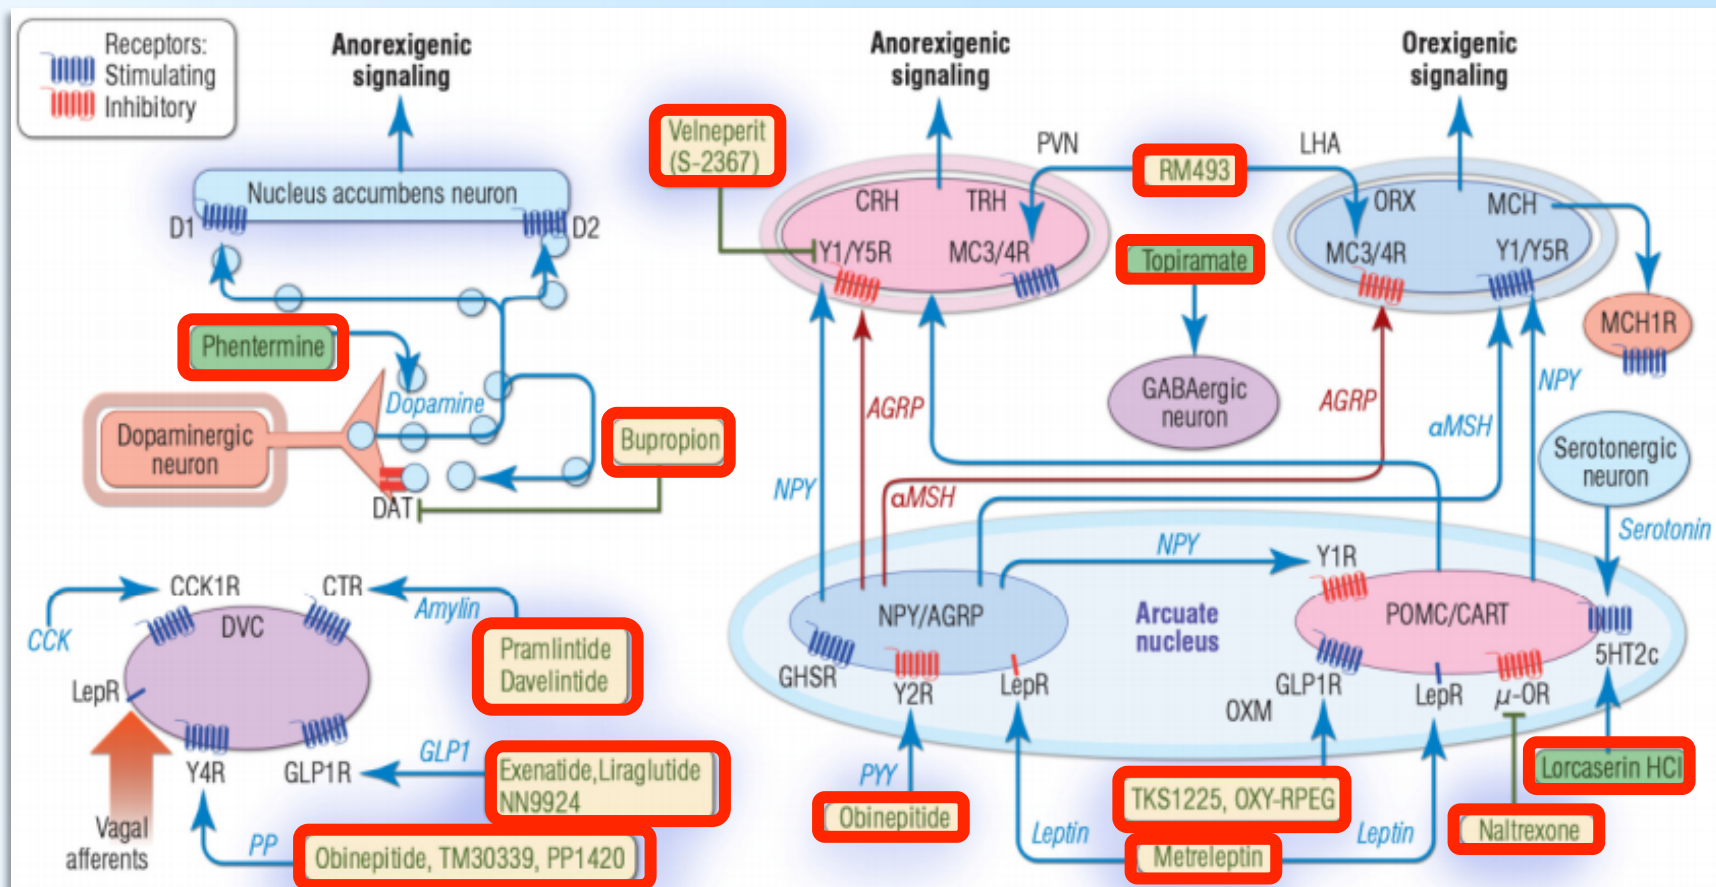 Receptors:
Stimulating
Inhibitory
Anorexigenic
signaling
Nucleus accumbens neuron
D1
D2
Phentermine
Dopamine
Dopaminergic
neuron
Bupropion
DAT
CCK1R
CTR
CCK
DVC
Amylin
Pramlintide
Davelintide
LepR
Y4R
GLP1R
GLP1
Exenatide,Liraglutide
NN9924
Vagal
afferents
PP
Obinepitide, TM30339, PP1420
Anorexigenic
signaling
Orexigenic
signaling
Velneperit
(S-2367)
PVN
RM493
LHA
CRH
TRH
Y1/Y5R
MC3/4R
ORX
MCH
MC3/4R
Y1/Y5R
Topiramate
MCH1R
GABAergic
neuron
AGRP
AGRP
NPY
αMSH
Serotonergic
neuron
NPY
αMSH
Serotonin
NPY
Y1R
NPY/AGRP
Arcuate
nucleus
POMC/CART
GHSR
Y2R
LepR
GLP1R
OXM
LepR
μ-OR
5HT2c
PYY
Obinepitide
Leptin
TKS1225, OXY-RPEG
Metreleptin
Leptin
Lorcaserin HCl
Naltrexone